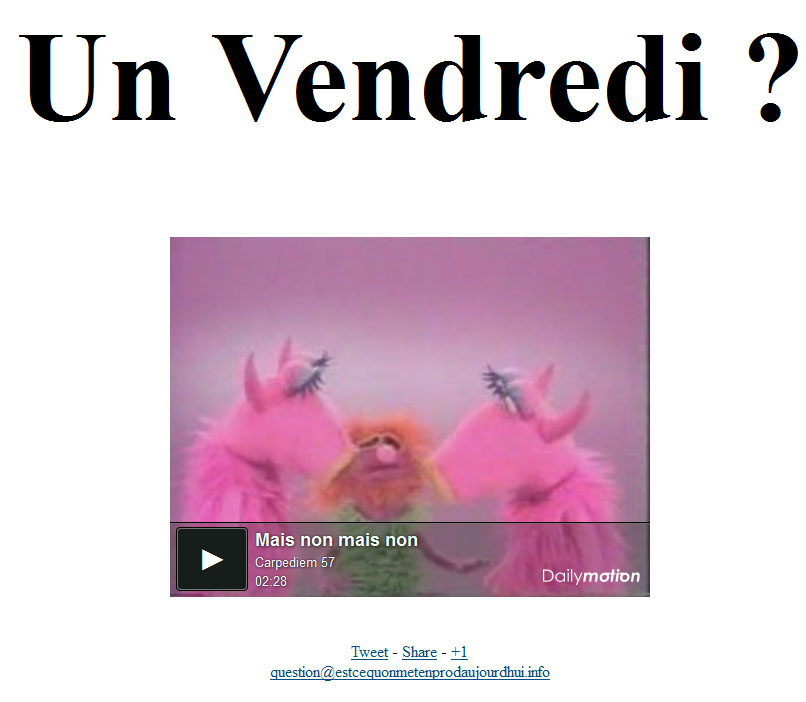 Un Vendredi ?
Mais non mais non
Carpediem 57
02:28
Dailymotion
Tweet - Share - +1
question@estcequonmetenprodaujourdhui.info